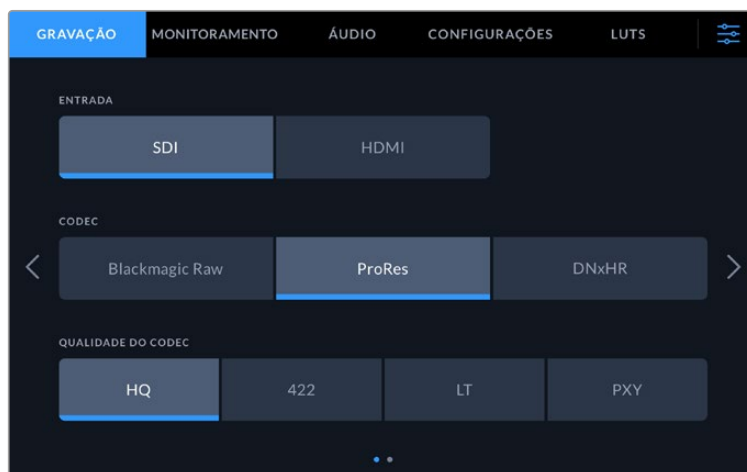 GRAVAÇÃO MONITORAMENTO ÁUDIO CONFIGURAÇÕES LUTS
ENTRADA
SDI HDMI
CODEC
Blackmagic Raw ProRes DNxHR
QUALIDADE DO CODEC
HQ 422 LT PXY